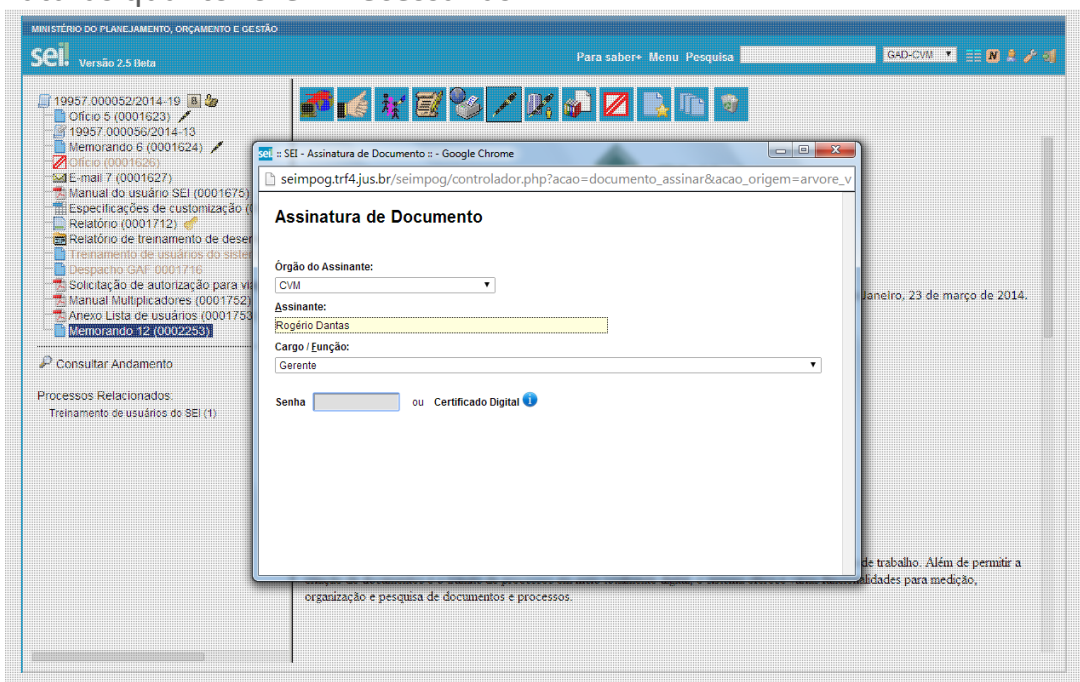 MINISTÉRIO DO PLANEJAMENTO, ORÇAMENTO E GESTÃO
sei! Versão 2.5 Beta
Para saber+ Menu Pesquisa
GAD-CVM
N
19957.000052/2014-19
Ofício 5 (0001623)
19957.000056/2014-13
Memorando 6 (0001624)
Ofício (0001626)
E-mail 7 (0001627)
Manual do usuário SEI (0001675)
Especificações de customização (
Relatório (0001712)
Relatório de treinamento de deser
Treinamento de usuários do siste
Despacho GAF 0001716
Solicitação de autorização para via
Manual Multiplicadores (0001752)
Anexo Lista de usuários (0001753
Memorando 12 (0002253)
Consultar Andamento
Processos Relacionados:
Treinamento de usuários do SEI (1)
sei :: SEI - Assinatura de Documento :: - Google Chrome
seimpog.trf4.jus.br/seimpog/controlador.php?acao=documento_assinar&acao_origem=arvore_v
Assinatura de Documento
Órgão do Assinante:
CVM
Assinante:
Rogério Dantas
Cargo / Função:
Gerente
Senha ou Certificado Digital
Janeiro, 23 de março de 2014.
de trabalho. Além de permitir a
alidades para medição,
organização e pesquisa de documentos e processos.